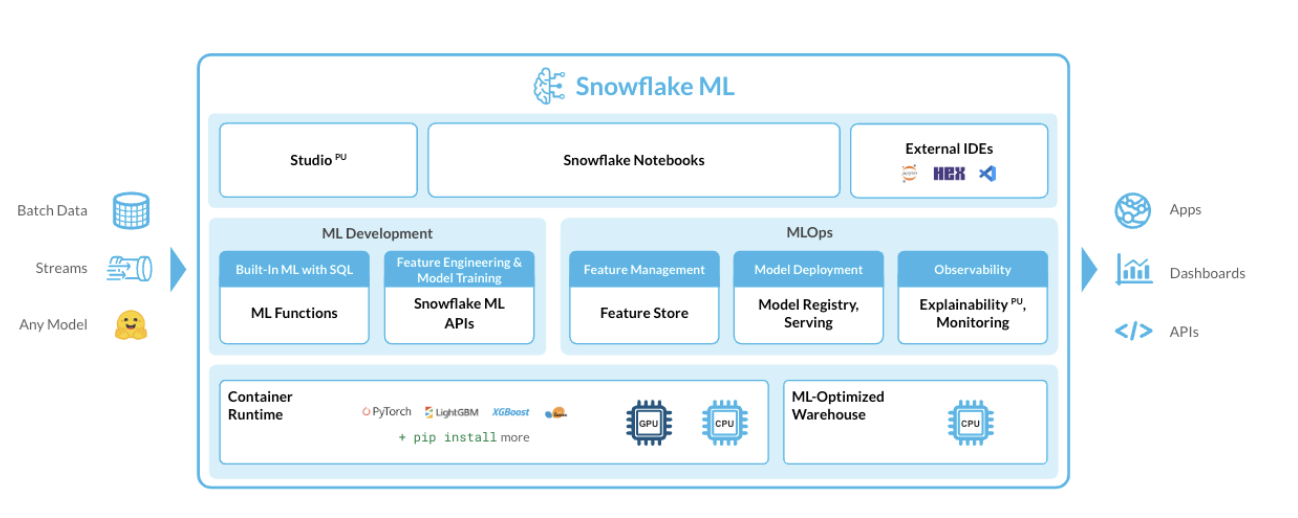 Snowflake ML
Studio PU
Snowflake Notebooks
External IDEs
jupyter
HEX
Batch Data
Streams
Any Model
ML Development
Built-In ML with SQL
ML Functions
Feature Engineering &
Model Training
Snowflake ML
APIs
MLOps
Feature Management
Feature Store
Model Deployment
Model Registry,
Serving
Observability
Explainability PU,
Monitoring
Apps
Dashboards
</>
APIs
Container
Runtime
PyTorch
LightGBM
XGBoost
+ pip install more
GPU
CPU
ML-Optimized
Warehouse
CPU